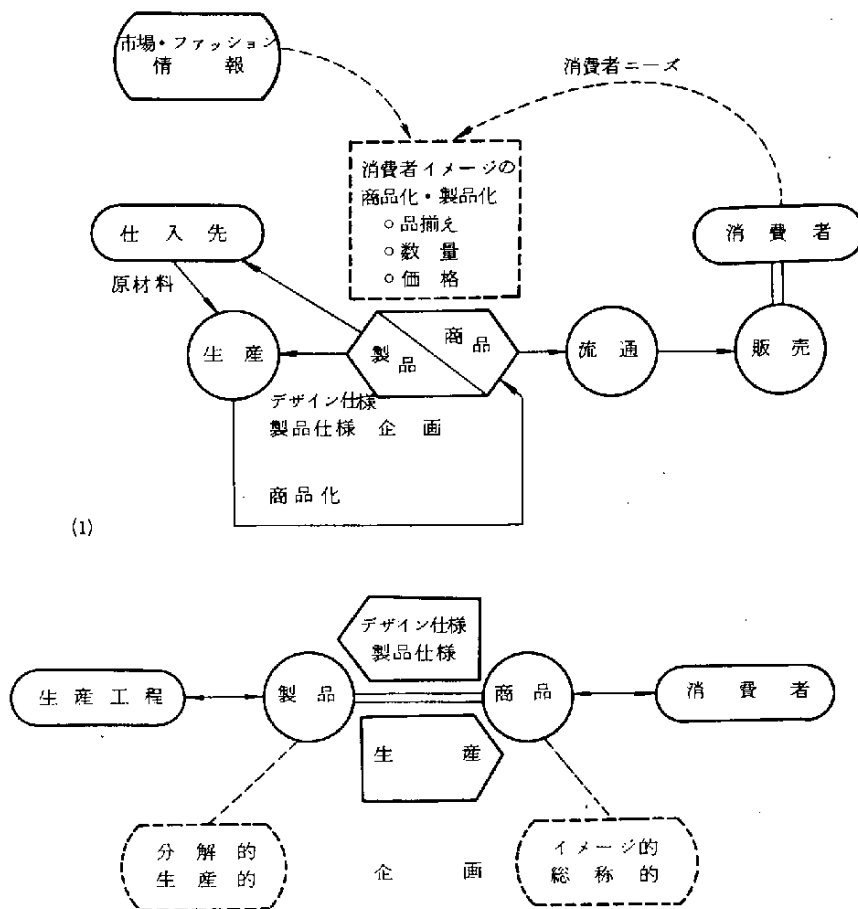 市場・ファッション
情報
消費者ニーズ
消費者イメージの
商品化・製品化
○品揃え
○数量
○価格
仕入先
消費者
原材料
生産
製品
商品
流通
販売
デザイン仕様
製品仕様 企画
商品化
(1)
デザイン仕様
製品仕様
生産工程
製品
商品
消費者
生産
分解的
生産的
企画
イメージ的
総称的